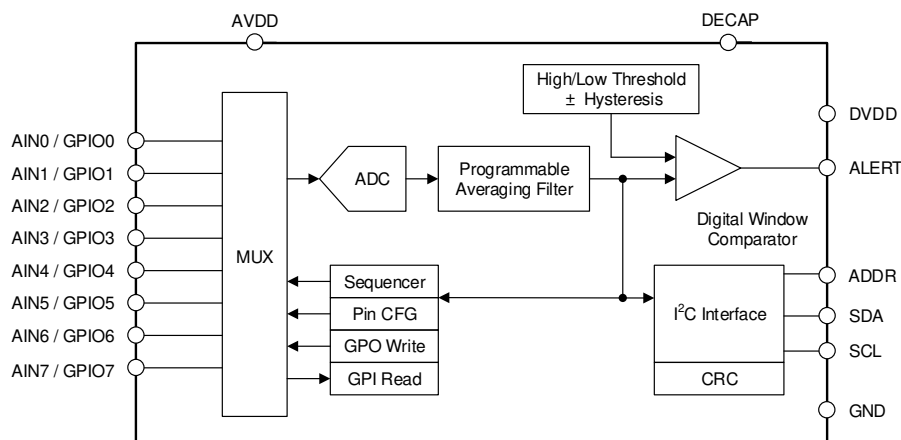 AVDD
DECAP
High/Low Threshold
± Hysteresis
DVDD
AIN0 / GPIO0
AIN1 / GPIO1
AIN2 / GPIO2
AIN3 / GPIO3
AIN4 / GPIO4
AIN5 / GPIO5
AIN6 / GPIO6
AIN7 / GPIO7
MUX
ADC
Programmable
Averaging Filter
ALERT
Digital Window
Comparator
Sequencer
Pin CFG
GPO Write
GPI Read
I²C Interface
CRC
ADDR
SDA
SCL
GND